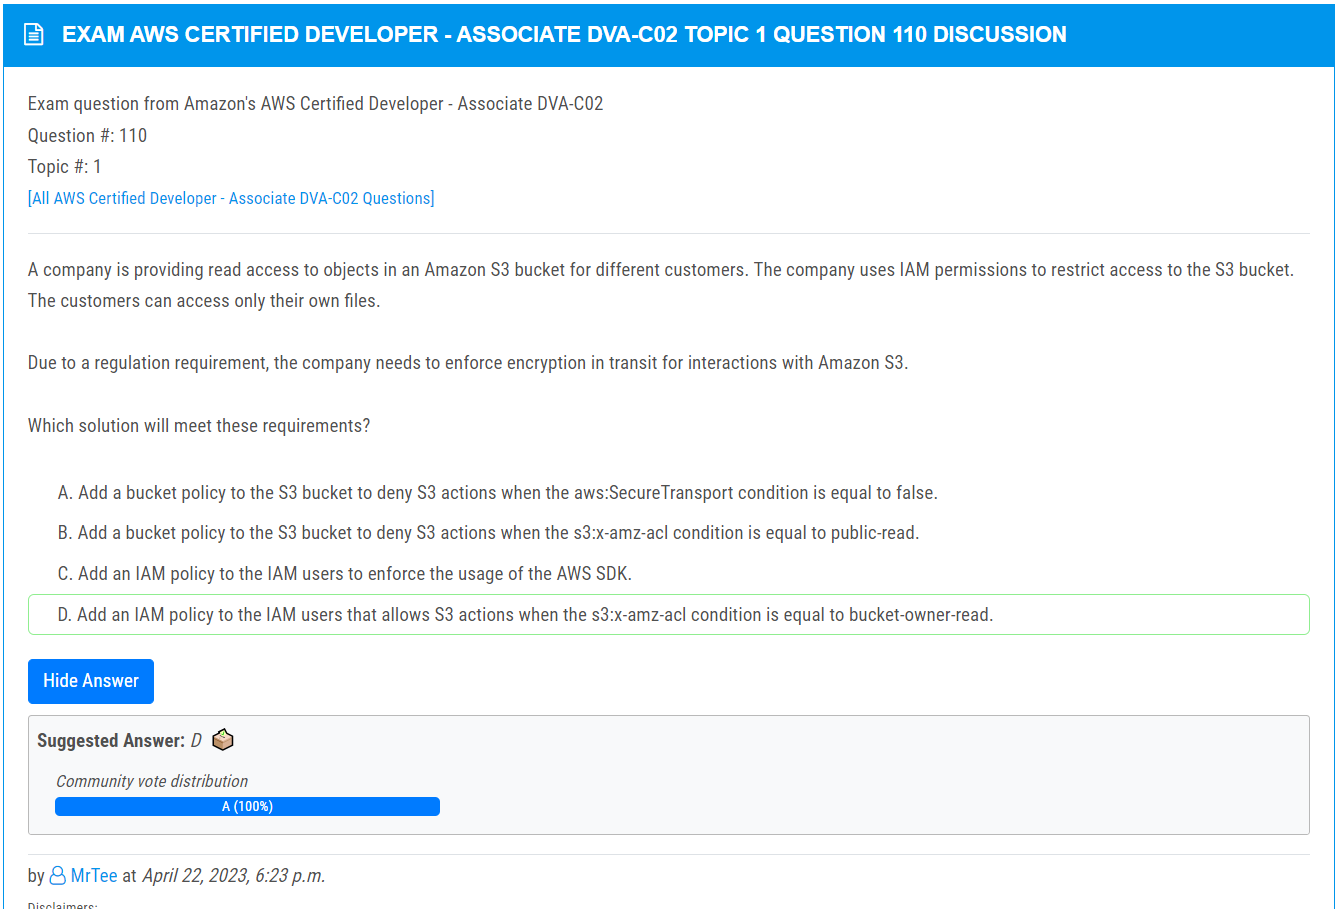 EXAM AWS CERTIFIED DEVELOPER - ASSOCIATE DVA-C02 TOPIC 1 QUESTION 110 DISCUSSION
Exam question from Amazon's AWS Certified Developer - Associate DVA-C02
Question #: 110
Topic #: 1
[All AWS Certified Developer - Associate DVA-C02 Questions]
A company is providing read access to objects in an Amazon S3 bucket for different customers. The company uses IAM permissions to restrict access to the S3 bucket.
The customers can access only their own files.
Due to a regulation requirement, the company needs to enforce encryption in transit for interactions with Amazon S3.
Which solution will meet these requirements?
A. Add a bucket policy to the S3 bucket to deny S3 actions when the aws:SecureTransport condition is equal to false.
B. Add a bucket policy to the S3 bucket to deny S3 actions when the s3:x-amz-acl condition is equal to public-read.
C. Add an IAM policy to the IAM users to enforce the usage of the AWS SDK.
D. Add an IAM policy to the IAM users that allows S3 actions when the s3:x-amz-acl condition is equal to bucket-owner-read.
Hide Answer
Suggested Answer: D
Community vote distribution
A (100%)
by MrTee at April 22, 2023, 6:23 p.m.
Disclaimers: